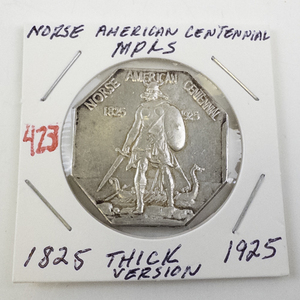 NORSE AMERICAN CENTENNIAL
MPLS
NORSE AMERICAN CENTENNIAL
1825 1925
423
1825 THICK 1925
VERSION